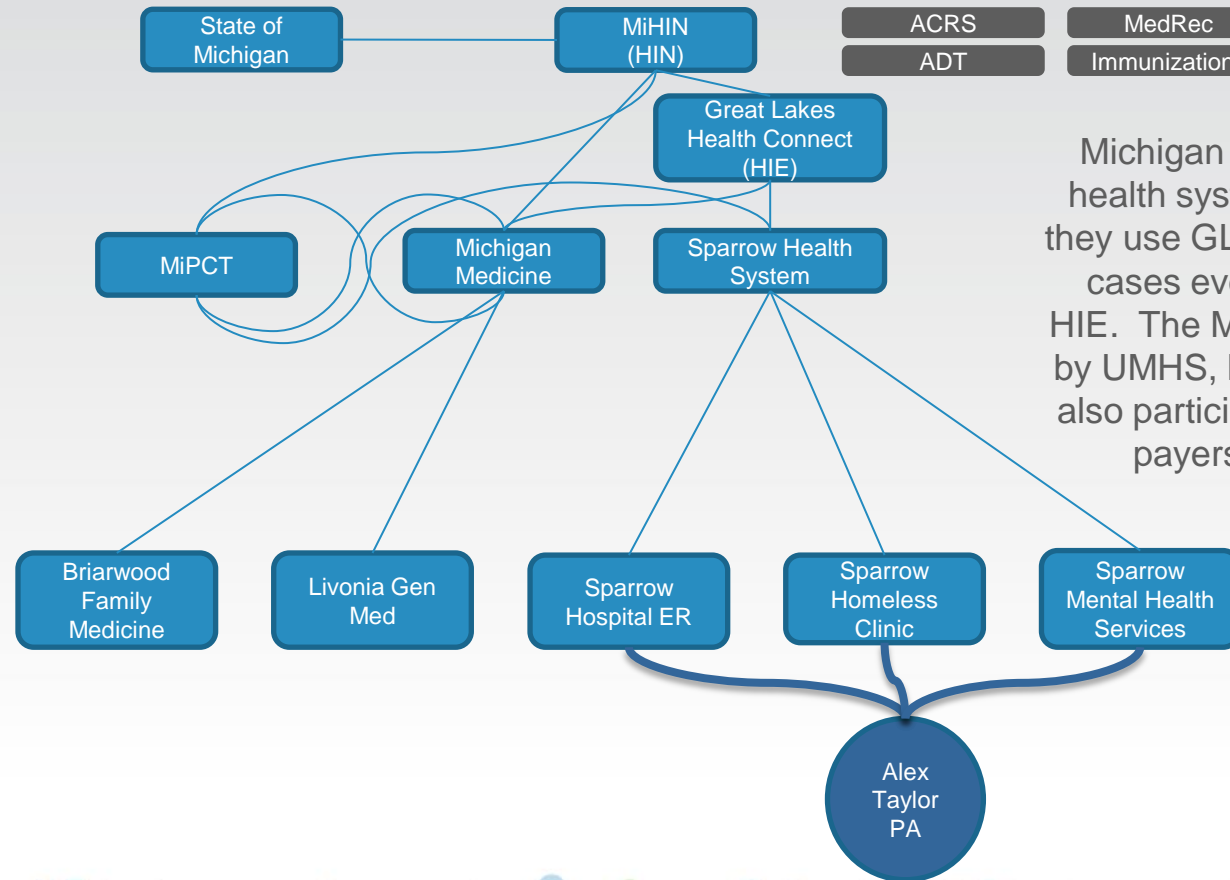 State of
Michigan
MiHIN
(HIN)
ACRS
MedRec
ADT
Immunization
Great Lakes
Health Connect
(HIE)
Michigan
health sys
they use GL
cases eve
HIE.  The M
by UMHS,
also partici
payers
MiPCT
Michigan
Medicine
Sparrow Health
System
Briarwood
Family
Medicine
Livonia Gen
Med
Sparrow
Hospital ER
Sparrow
Homeless
Clinic
Sparrow
Mental Health
Services
Alex
Taylor
PA